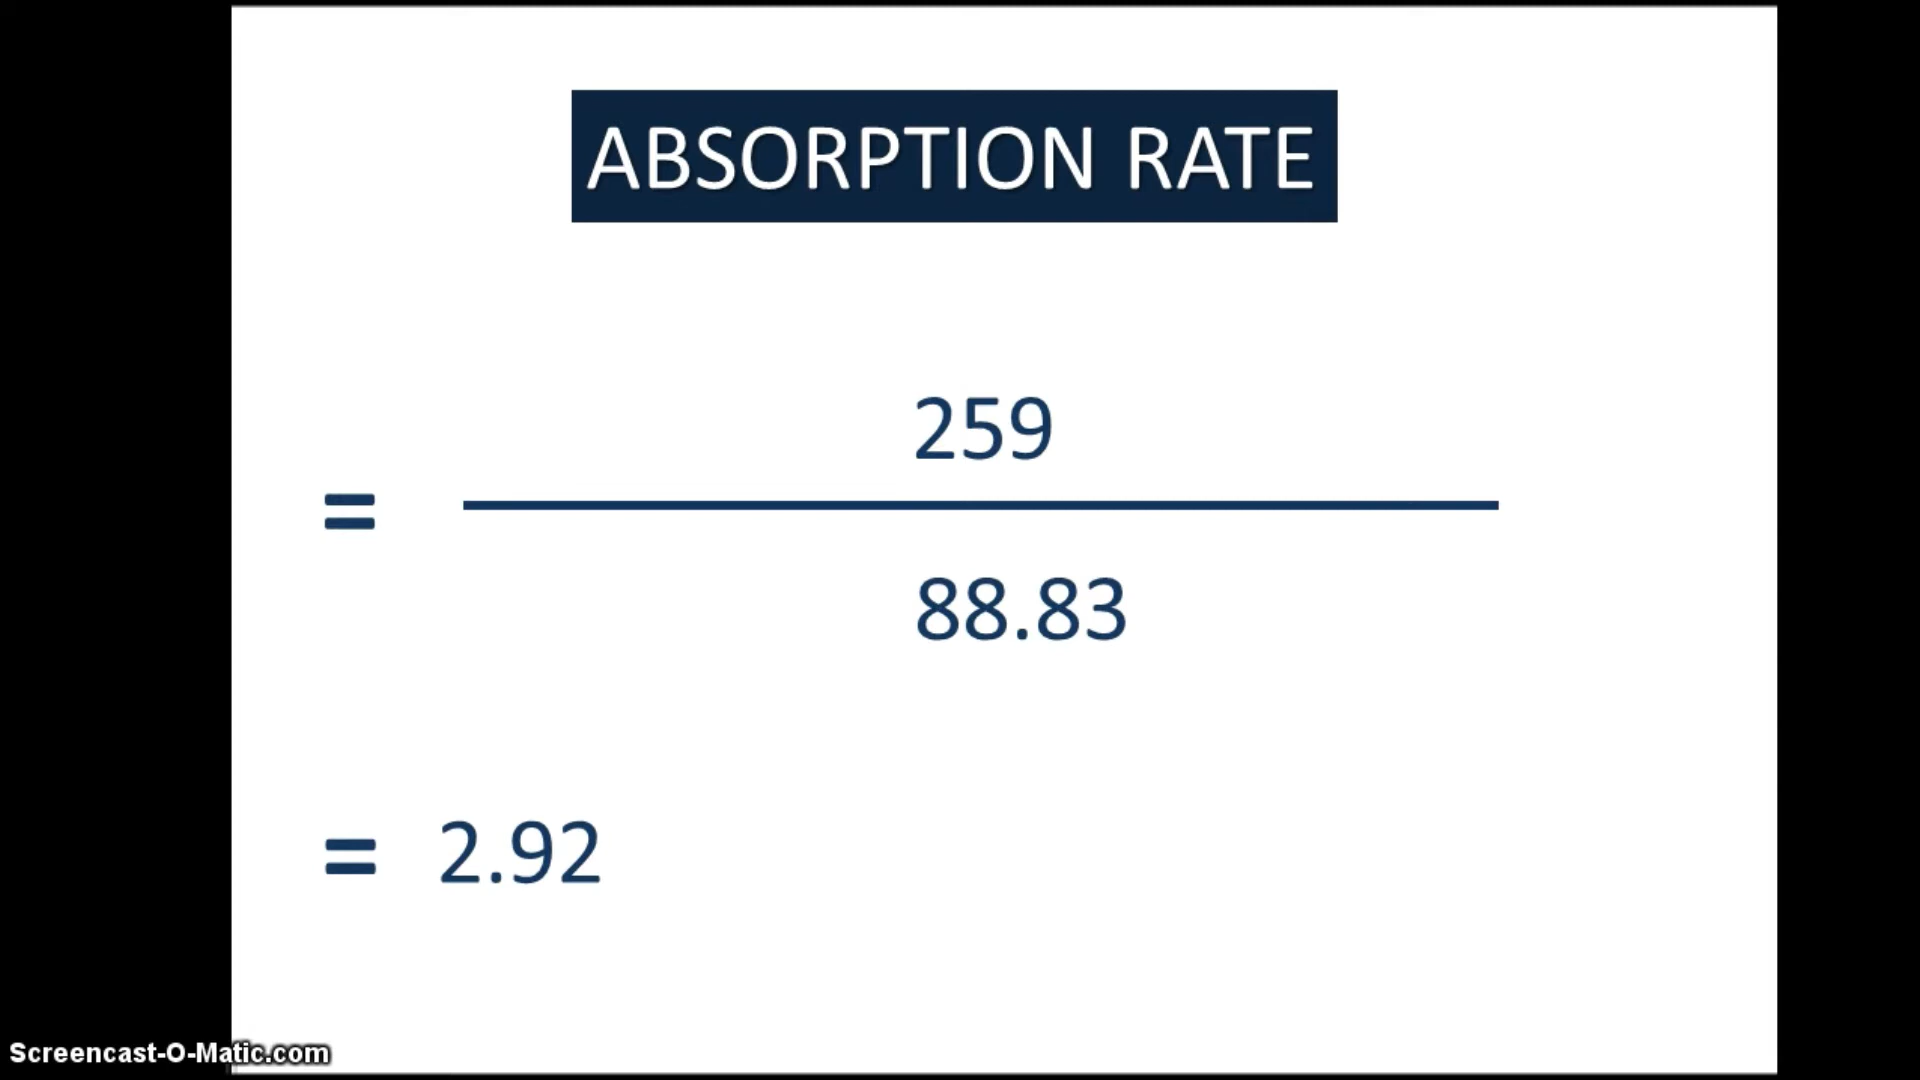 ABSORPTION RATE
259
=
88.83
= 2.92
Screencast-O-Matic.com